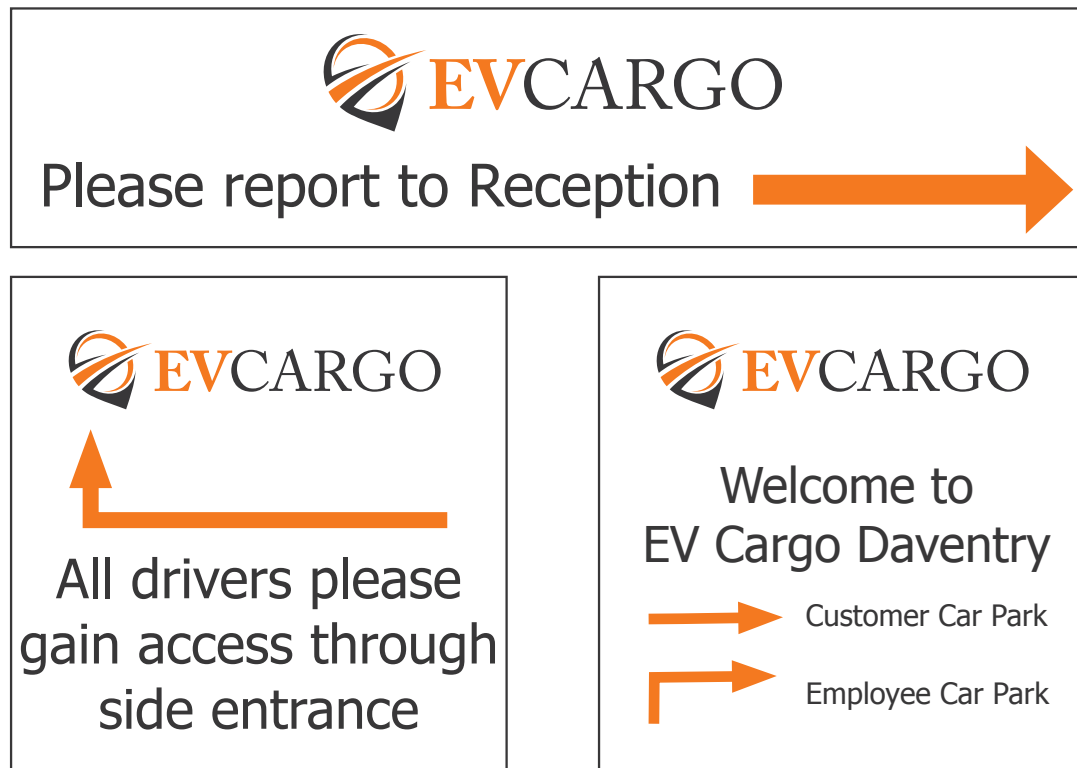 EVCARGO
Please report to Reception
EVCARGO
All drivers please
gain access through
side entrance
EVCARGO
Welcome to
EV Cargo Daventry
Customer Car Park
Employee Car Park